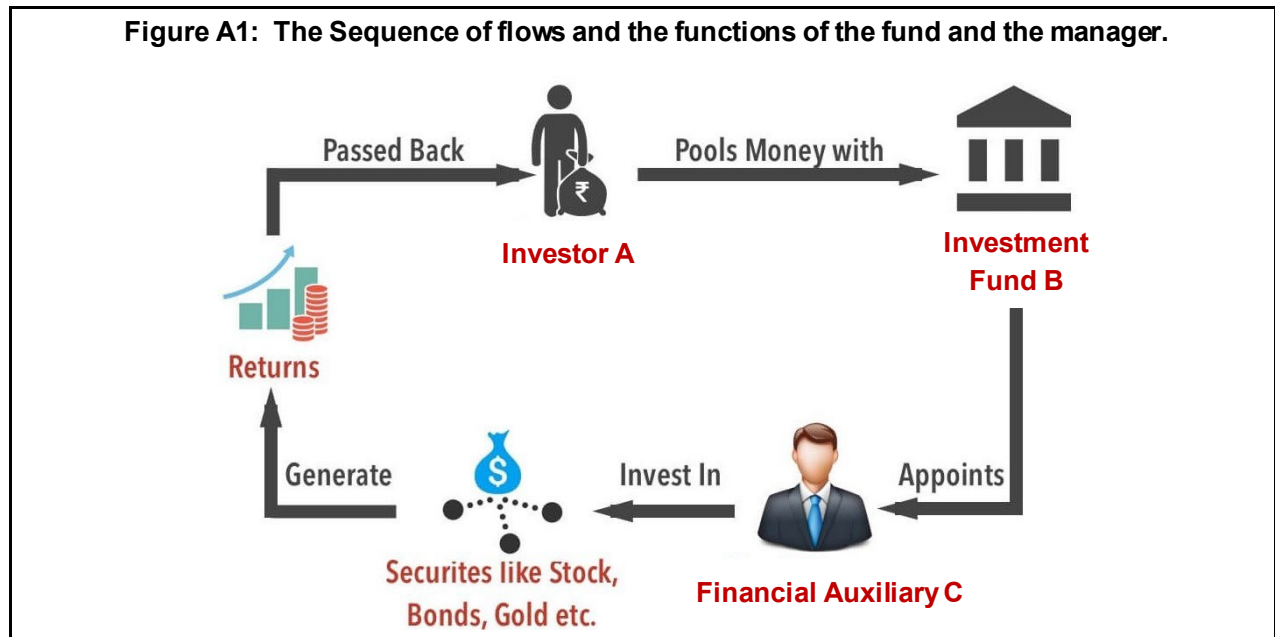 Figure A1: The Sequence of flows and the functions of the fund and the manager.
Passed Back
Pools Money with
₹
Investor A
Investment
Fund B
Returns
Generate
$
Invest In
Appoints
Securites like Stock,
Bonds, Gold etc.
Financial Auxiliary C